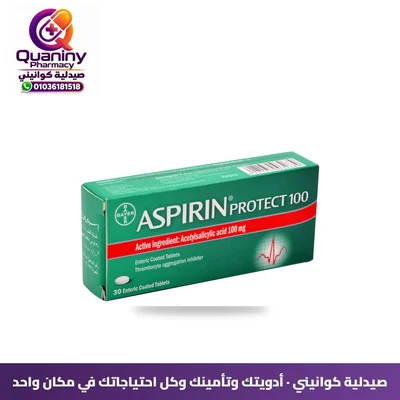 Quaniny
Pharmacy
صيدلية كوانيني
01036181518
BAYER
ASPIRIN® PROTECT 100
Active ingredient: Acetylsalicylic acid 100 mg
Enteric Coated Tablets
Thrombocyte aggregation inhibitor
30 Enteric Coated Tablets
صيدلية كوانيني - أدويتك وتأمينك وكل احتياجاتك في مكان واحد